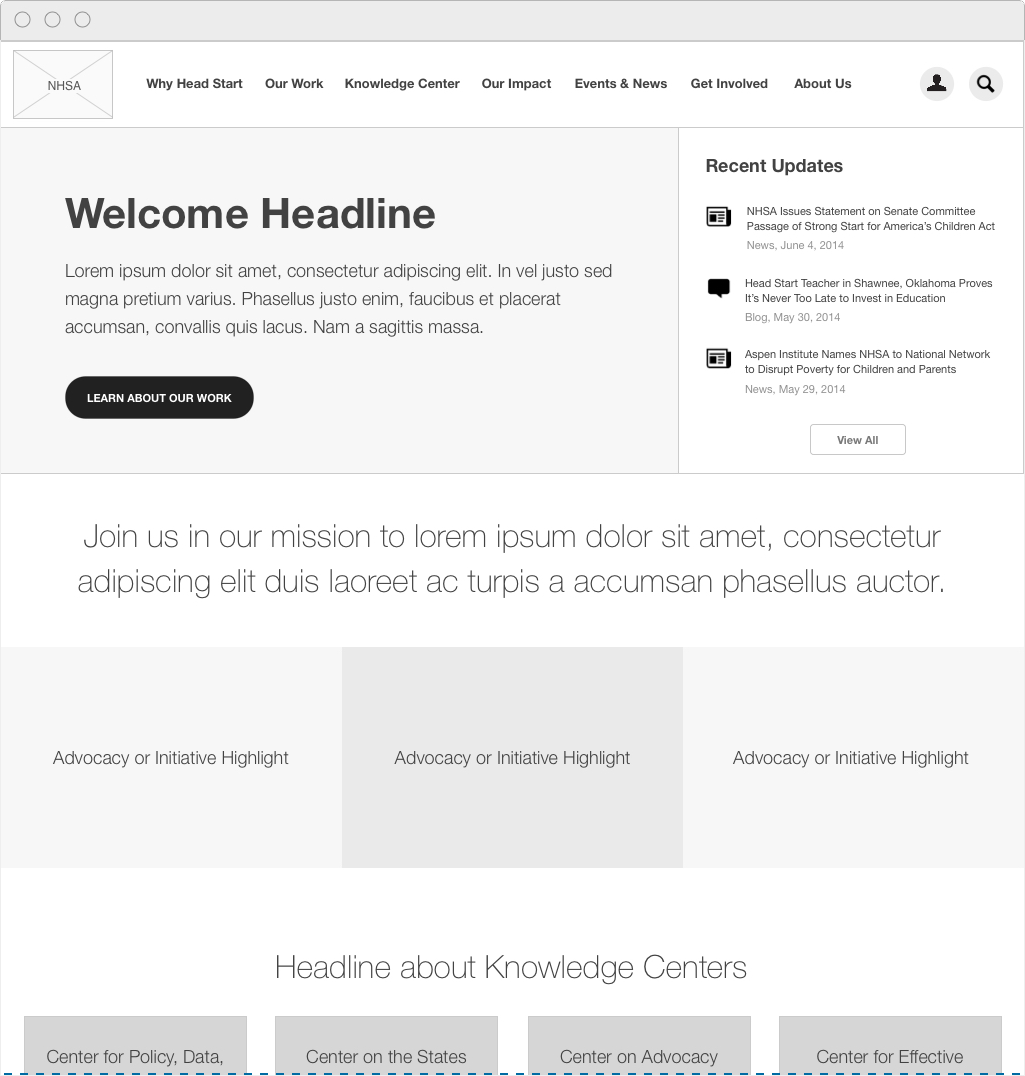 NHSA
Why Head Start
Our Work
Knowledge Center
Our Impact
Events & News
Get Involved
About Us
Welcome Headline
Lorem ipsum dolor sit amet, consectetur adipiscing elit. In vel justo sed
magna pretium varius. Phasellus justo enim, faucibus et placerat
accumsan, convallis quis lacus. Nam a sagittis massa.
LEARN ABOUT OUR WORK
Recent Updates
NHSA Issues Statement on Senate Committee
Passage of Strong Start for America's Children Act
News, June 4, 2014
Head Start Teacher in Shawnee, Oklahoma Proves
It's Never Too Late to Invest in Education
Blog, May 30, 2014
Aspen Institute Names NHSA to National Network
to Disrupt Poverty for Children and Parents
News, May 29, 2014
View All
Join us in our mission to lorem ipsum dolor sit amet, consectetur
adipiscing elit duis laoreet ac turpis a accumsan phasellus auctor.
Advocacy or Initiative Highlight
Advocacy or Initiative Highlight
Advocacy or Initiative Highlight
Headline about Knowledge Centers
Center for Policy, Data,
Center on the States
Center on Advocacy
Center for Effective